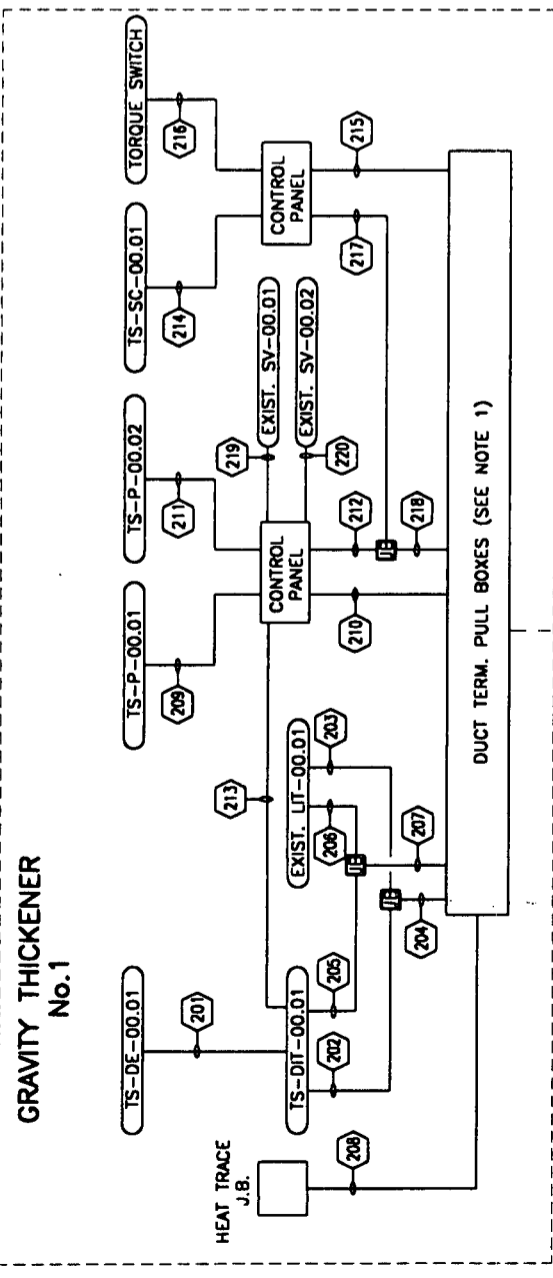 GRAVITY THICKENER
No.1
TS-DE-00.01
TS-P-00.01
TS-P-00.02
TS-SC-00.01
TORQUE SWITCH
201
209
211
214
216
HEAT TRACE
J.B.
TS-DIT-00.01
213
EXIST. LIT-00.01
CONTROL
PANEL
219
EXIST. SV-00.01
220
EXIST. SV-00.02
CONTROL
PANEL
208
202
205
206
203
JB
JB
204
207
210
212
JB
218
217
215
DUCT TERM. PULL BOXES (SEE NOTE 1)